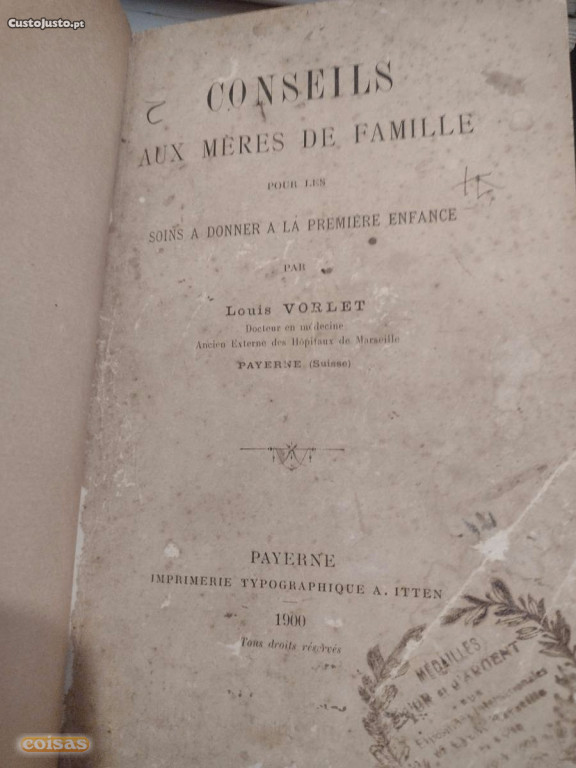 CustoJusto.pt
CONSEILS
AUX MÈRES DE FAMILLE
POUR LES
SOINS A DONNER A LA PREMIÈRE ENFANCE
PAR
Louis VORLET
Docteur en médecine
Ancien Externe des Hôpitaux de Marseille
PAYERNE (Suisse)
PAYERNE
IMPRIMERIE TYPOGRAPHIQUE A. ITTEN
1900
Tous droits réservés
MÉDAILLES
et D'ARGENT
coisas